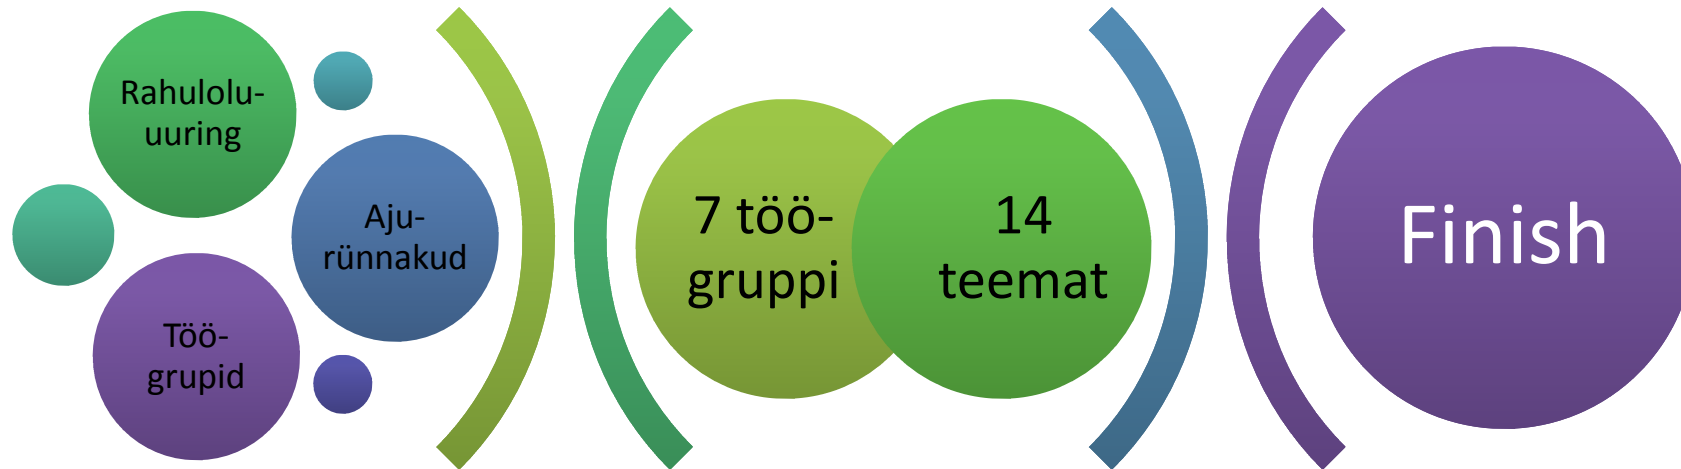 Rahulolu-
uuring
Aju-
rünnakud
Töö-
grupid
7 töö-
gruppi
14
teemat
Finish